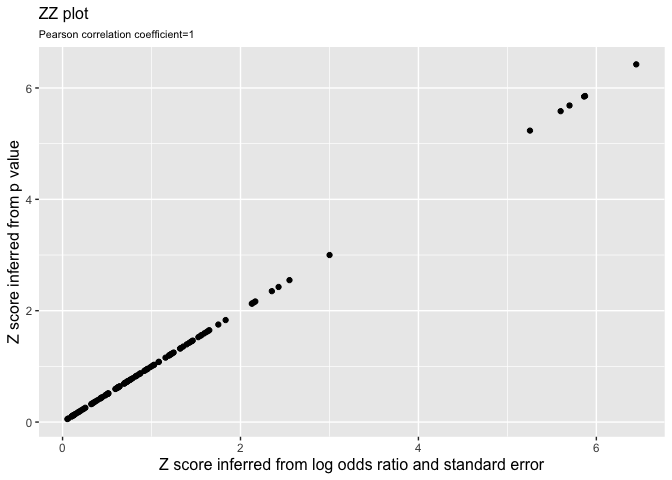 ZZ plot
Pearson correlation coefficient=1
Z score inferred from p value
6
4
2
0
0 2 4 6
Z score inferred from log odds ratio and standard error